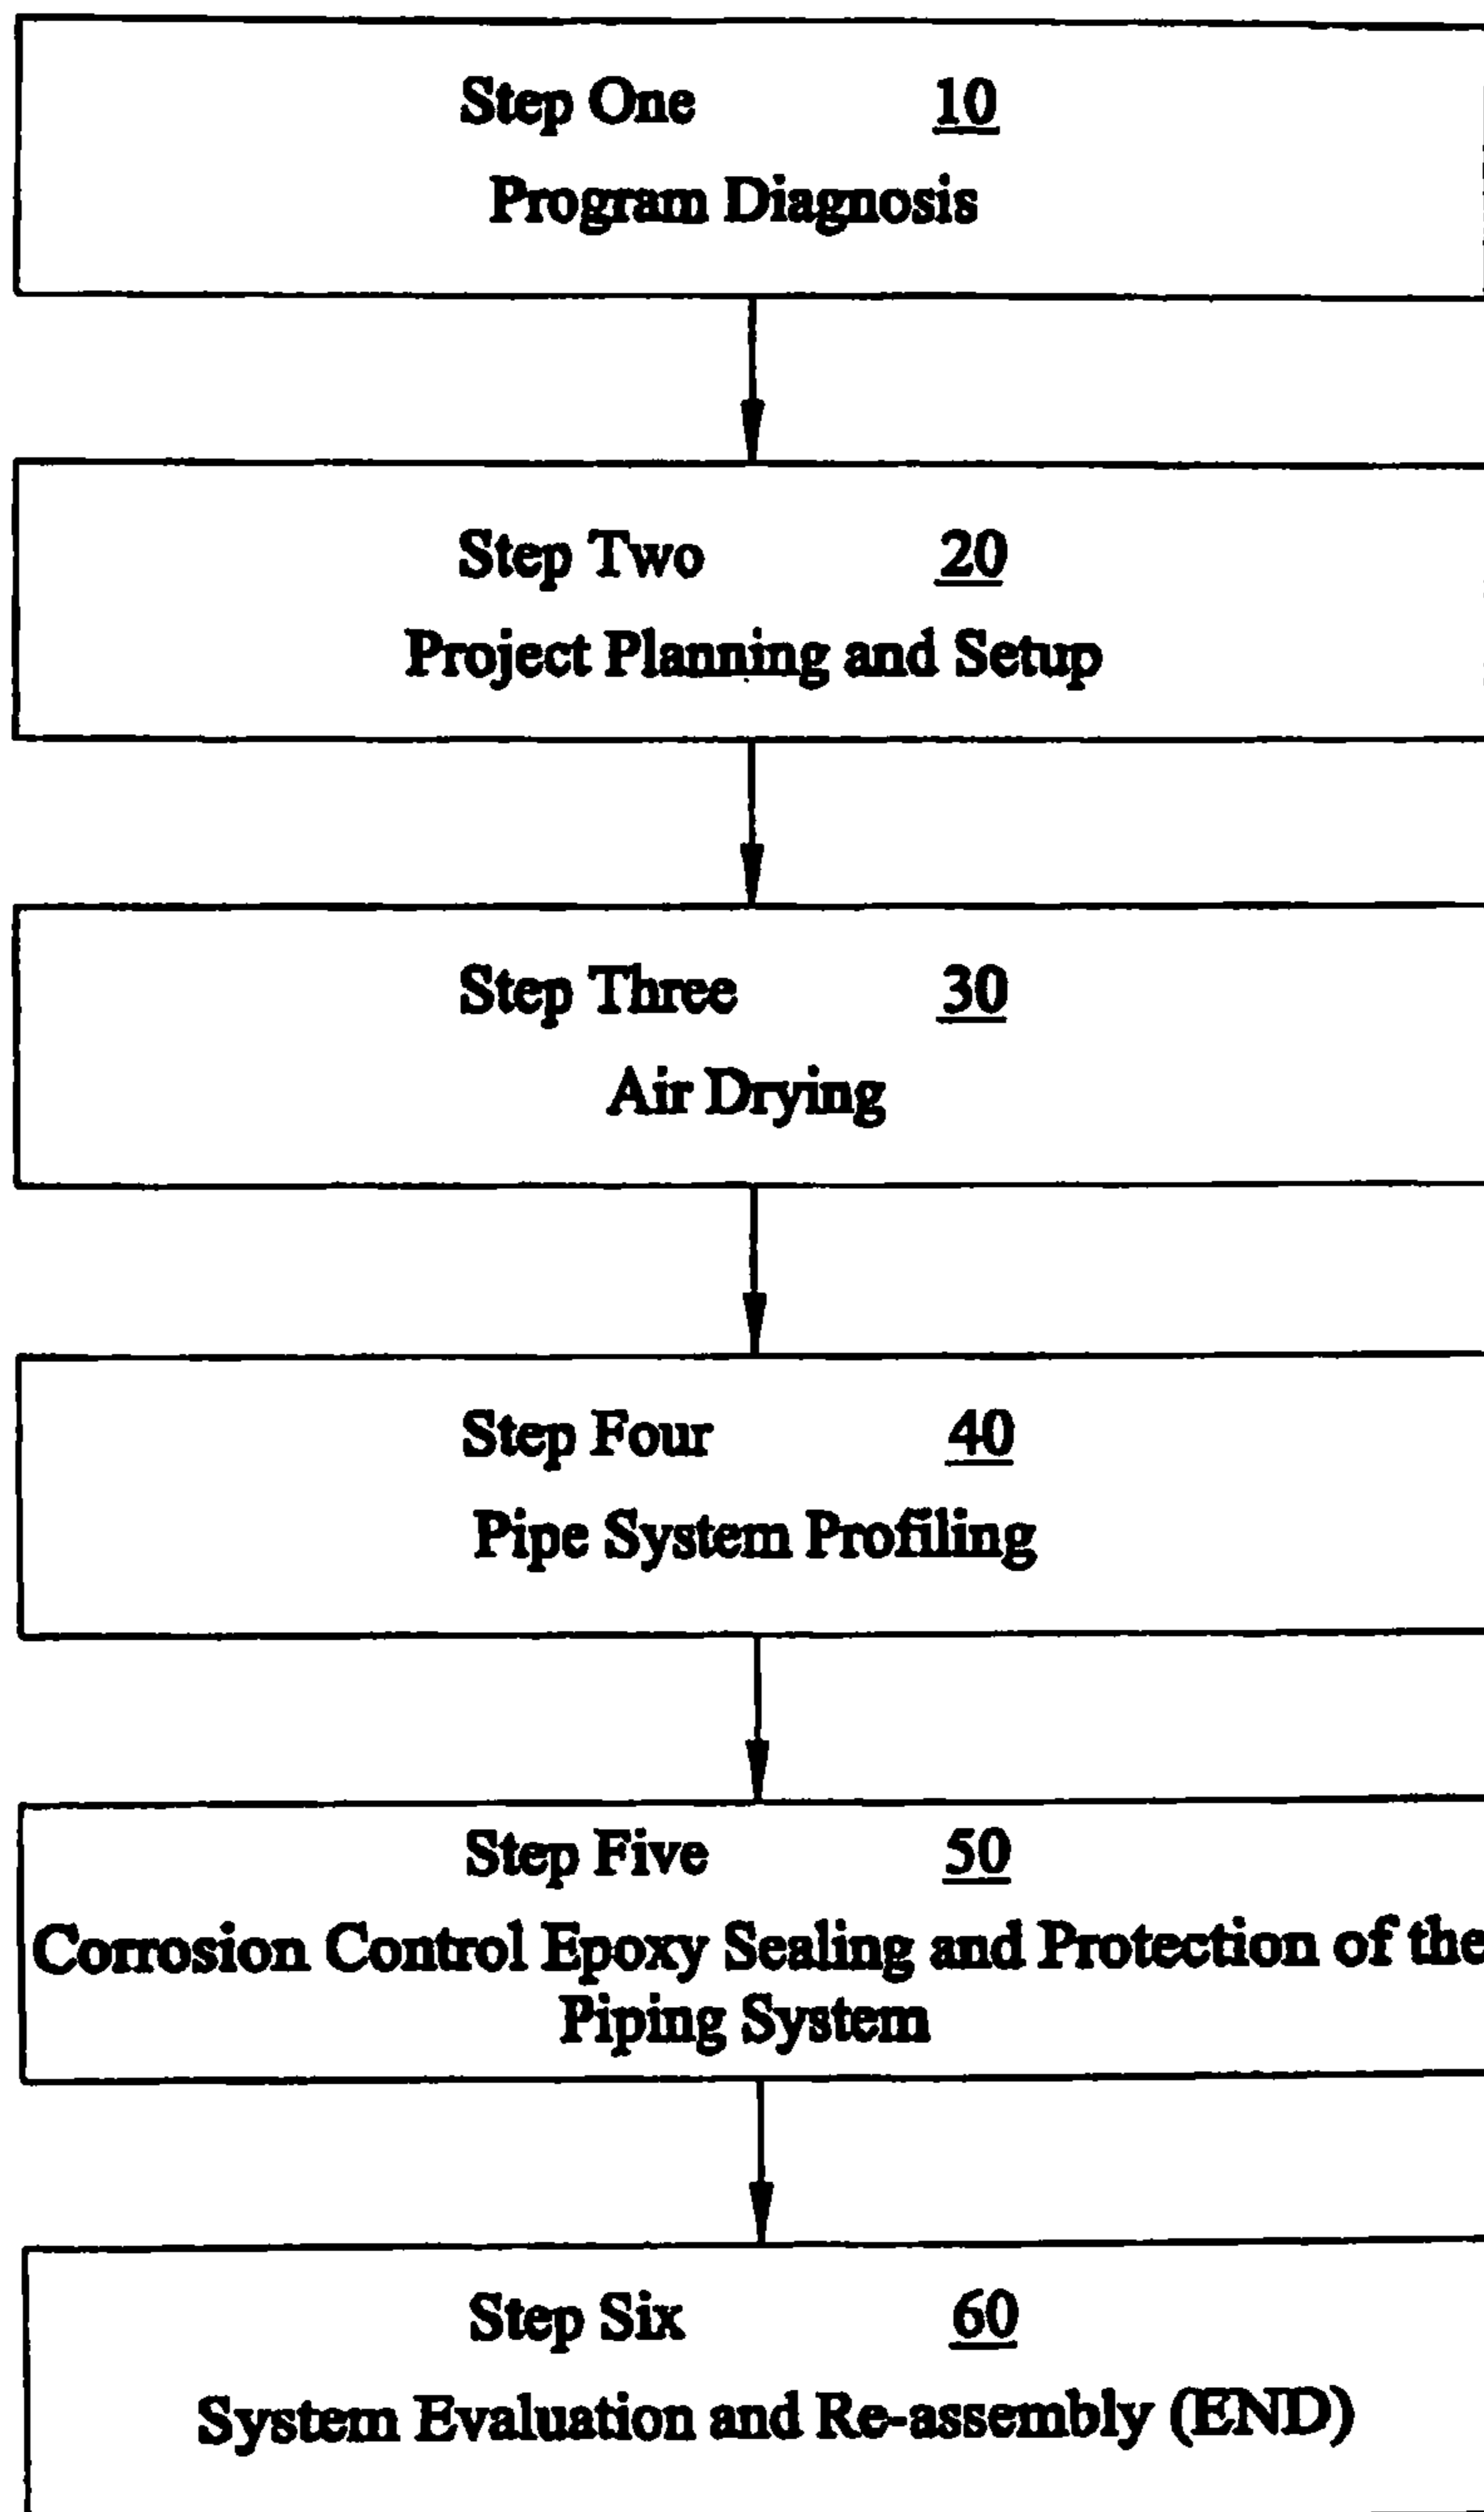 Step One 10
Program Diagnosis
Step Two 20
Project Planning and Setup
Step Three 30
Air Drying
Step Four 40
Pipe System Profiling
Step Five 50
Corrosion Control Epoxy Sealing and Protection of the
Piping System
Step Six 60
System Evaluation and Re-assembly (END)